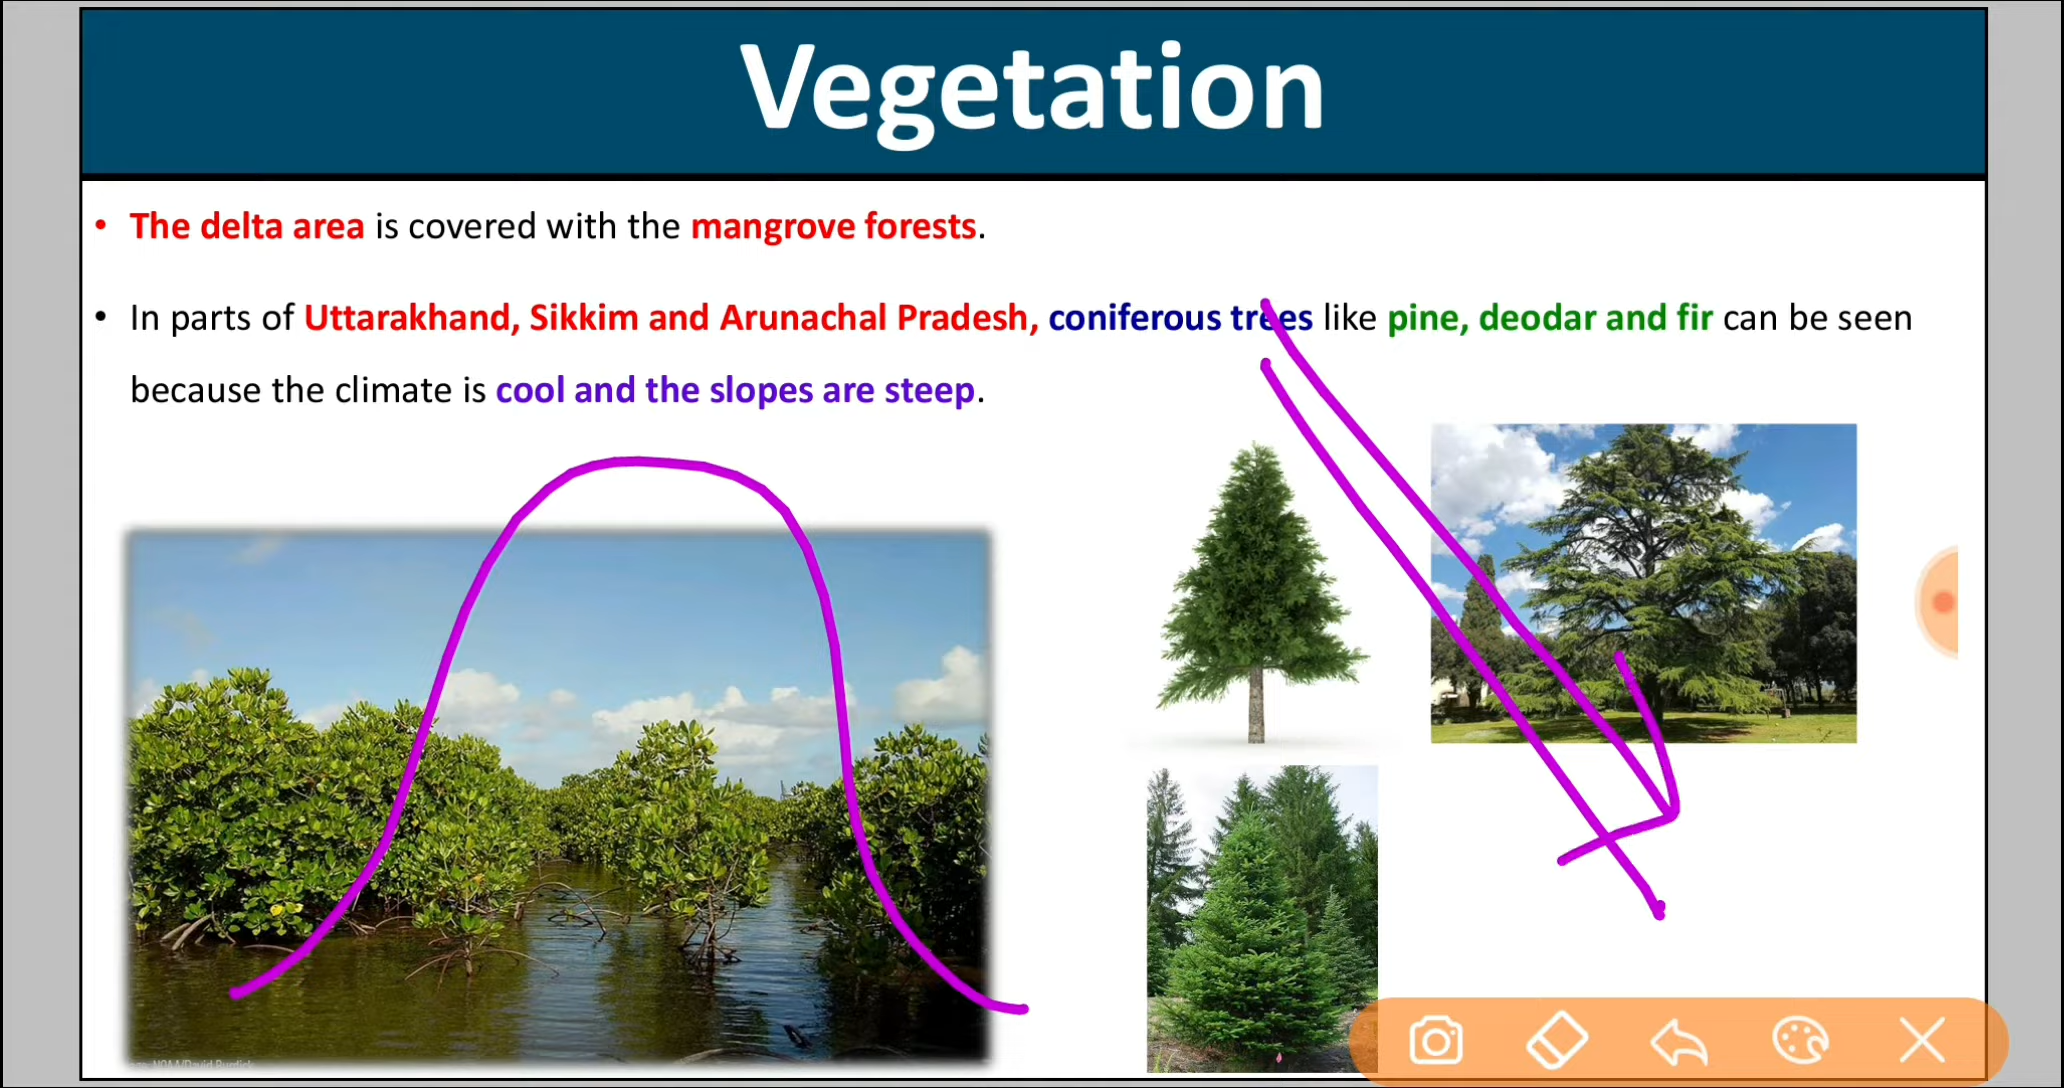 Vegetation
• The delta area is covered with the mangrove forests.
• In parts of Uttarakhand, Sikkim and Arunachal Pradesh, coniferous trees like pine, deodar and fir can be seen
because the climate is cool and the slopes are steep.